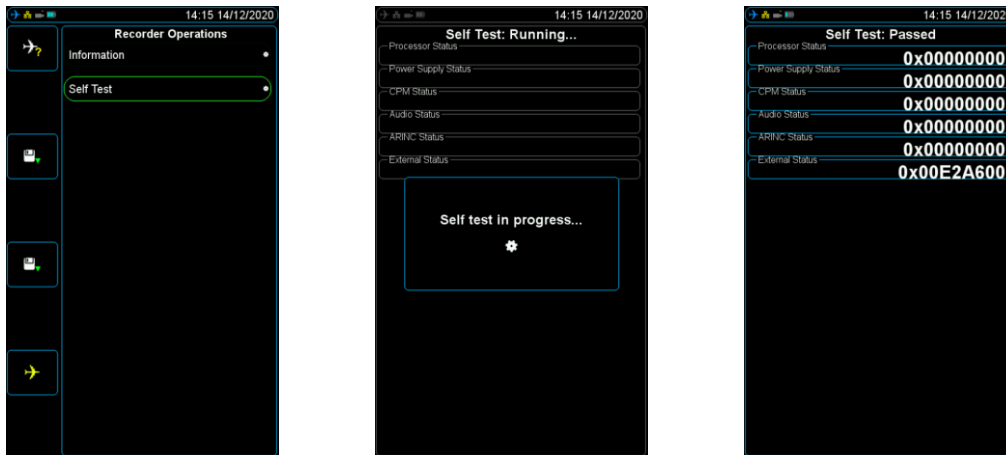 14:15 14/12/2020
Recorder Operations
Information
Self Test
14:15 14/12/2020
Self Test: Running...
Processor Status
Power Supply Status
CPM Status
Audio Status
ARINC Status
External Status
Self test in progress...
14:15 14/12/202
Self Test: Passed
Processor Status
0x00000000
Power Supply Status
0x00000000
CPM Status
0x00000000
Audio Status
0x00000000
ARINC Status
0x00000000
External Status
0x00E2A600